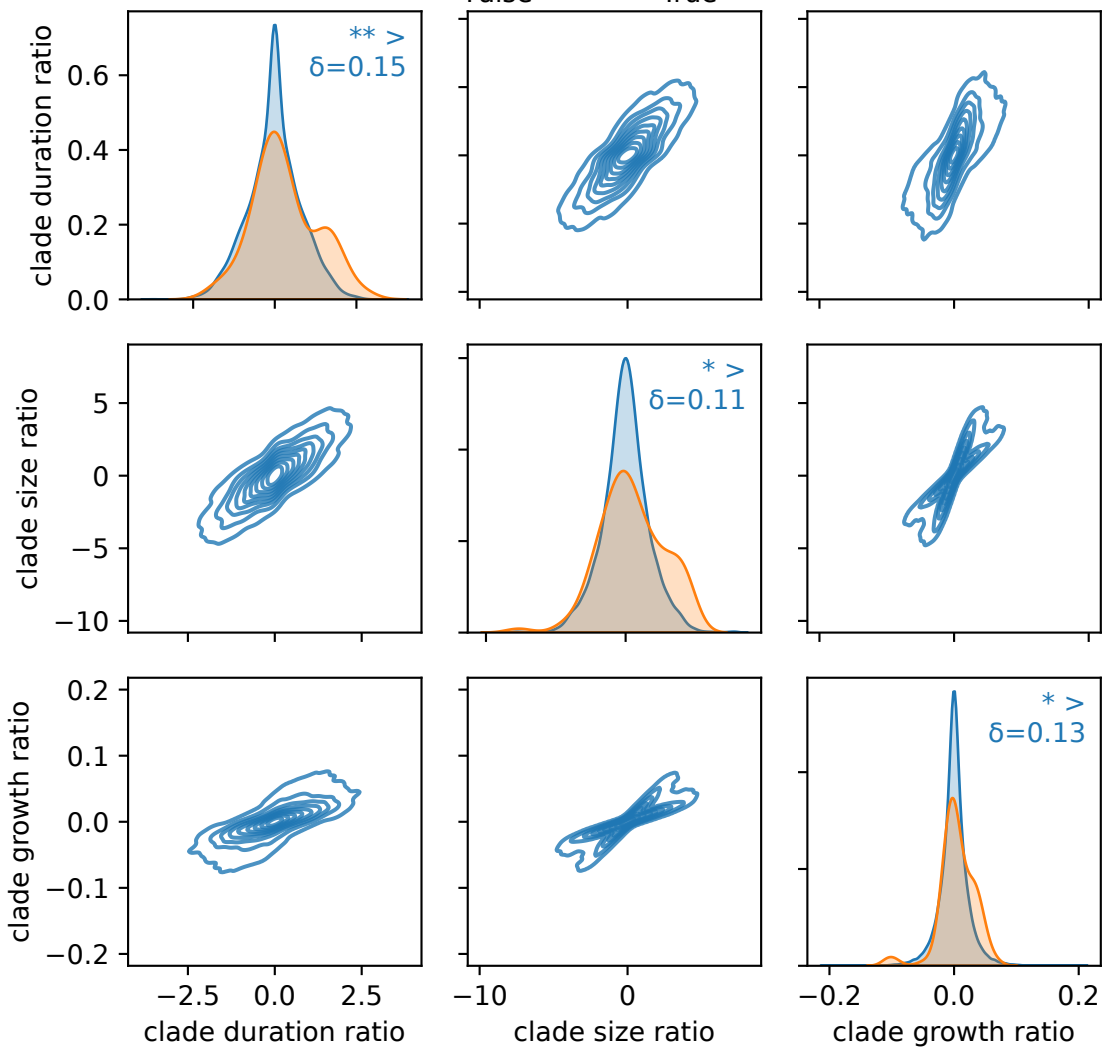 False True
clade duration ratio
0.6
0.4
0.2
0.0
** >
δ=0.15
clade size ratio
5
0
−5
−10
* >
δ=0.11
clade growth ratio
0.2
0.1
0.0
−0.1
−0.2
* >
δ=0.13
−2.5 0.0 2.5
−10 0
−0.2 0.0 0.2
clade duration ratio
clade size ratio
clade growth ratio